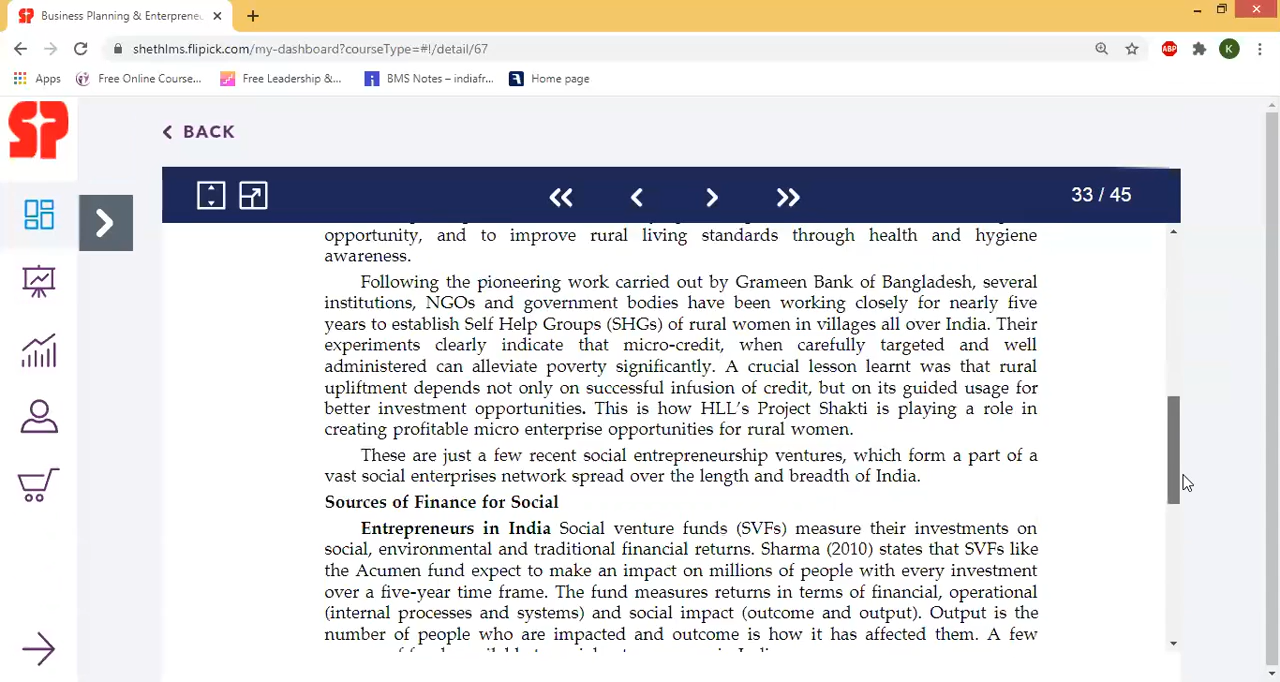 Business Planning & Enterprene
shethlms.flipick.com/my-dashboard?courseType=#!/detail/67
ABP
K
Apps
Free Online Course...
Free Leadership &...
BMS Notes – indiafr...
Home page
SP
BACK
33 / 45
opportunity, and to improve rural living standards through health and hygiene
awareness.
Following the pioneering work carried out by Grameen Bank of Bangladesh, several
institutions, NGOs and government bodies have been working closely for nearly five
years to establish Self Help Groups (SHGs) of rural women in villages all over India. Their
experiments clearly indicate that micro-credit, when carefully targeted and well
administered can alleviate poverty significantly. A crucial lesson learnt was that rural
upliftment depends not only on successful infusion of credit, but on its guided usage for
better investment opportunities. This is how HLL's Project Shakti is playing a role in
creating profitable micro enterprise opportunities for rural women.
These are just a few recent social entrepreneurship ventures, which form a part of a
vast social enterprises network spread over the length and breadth of India.
Sources of Finance for Social
Entrepreneurs in India Social venture funds (SVFs) measure their investments on
social, environmental and traditional financial returns. Sharma (2010) states that SVFs like
the Acumen fund expect to make an impact on millions of people with every investment
over a five-year time frame. The fund measures returns in terms of financial, operational
(internal processes and systems) and social impact (outcome and output). Output is the
number of people who are impacted and outcome is how it has affected them. A few